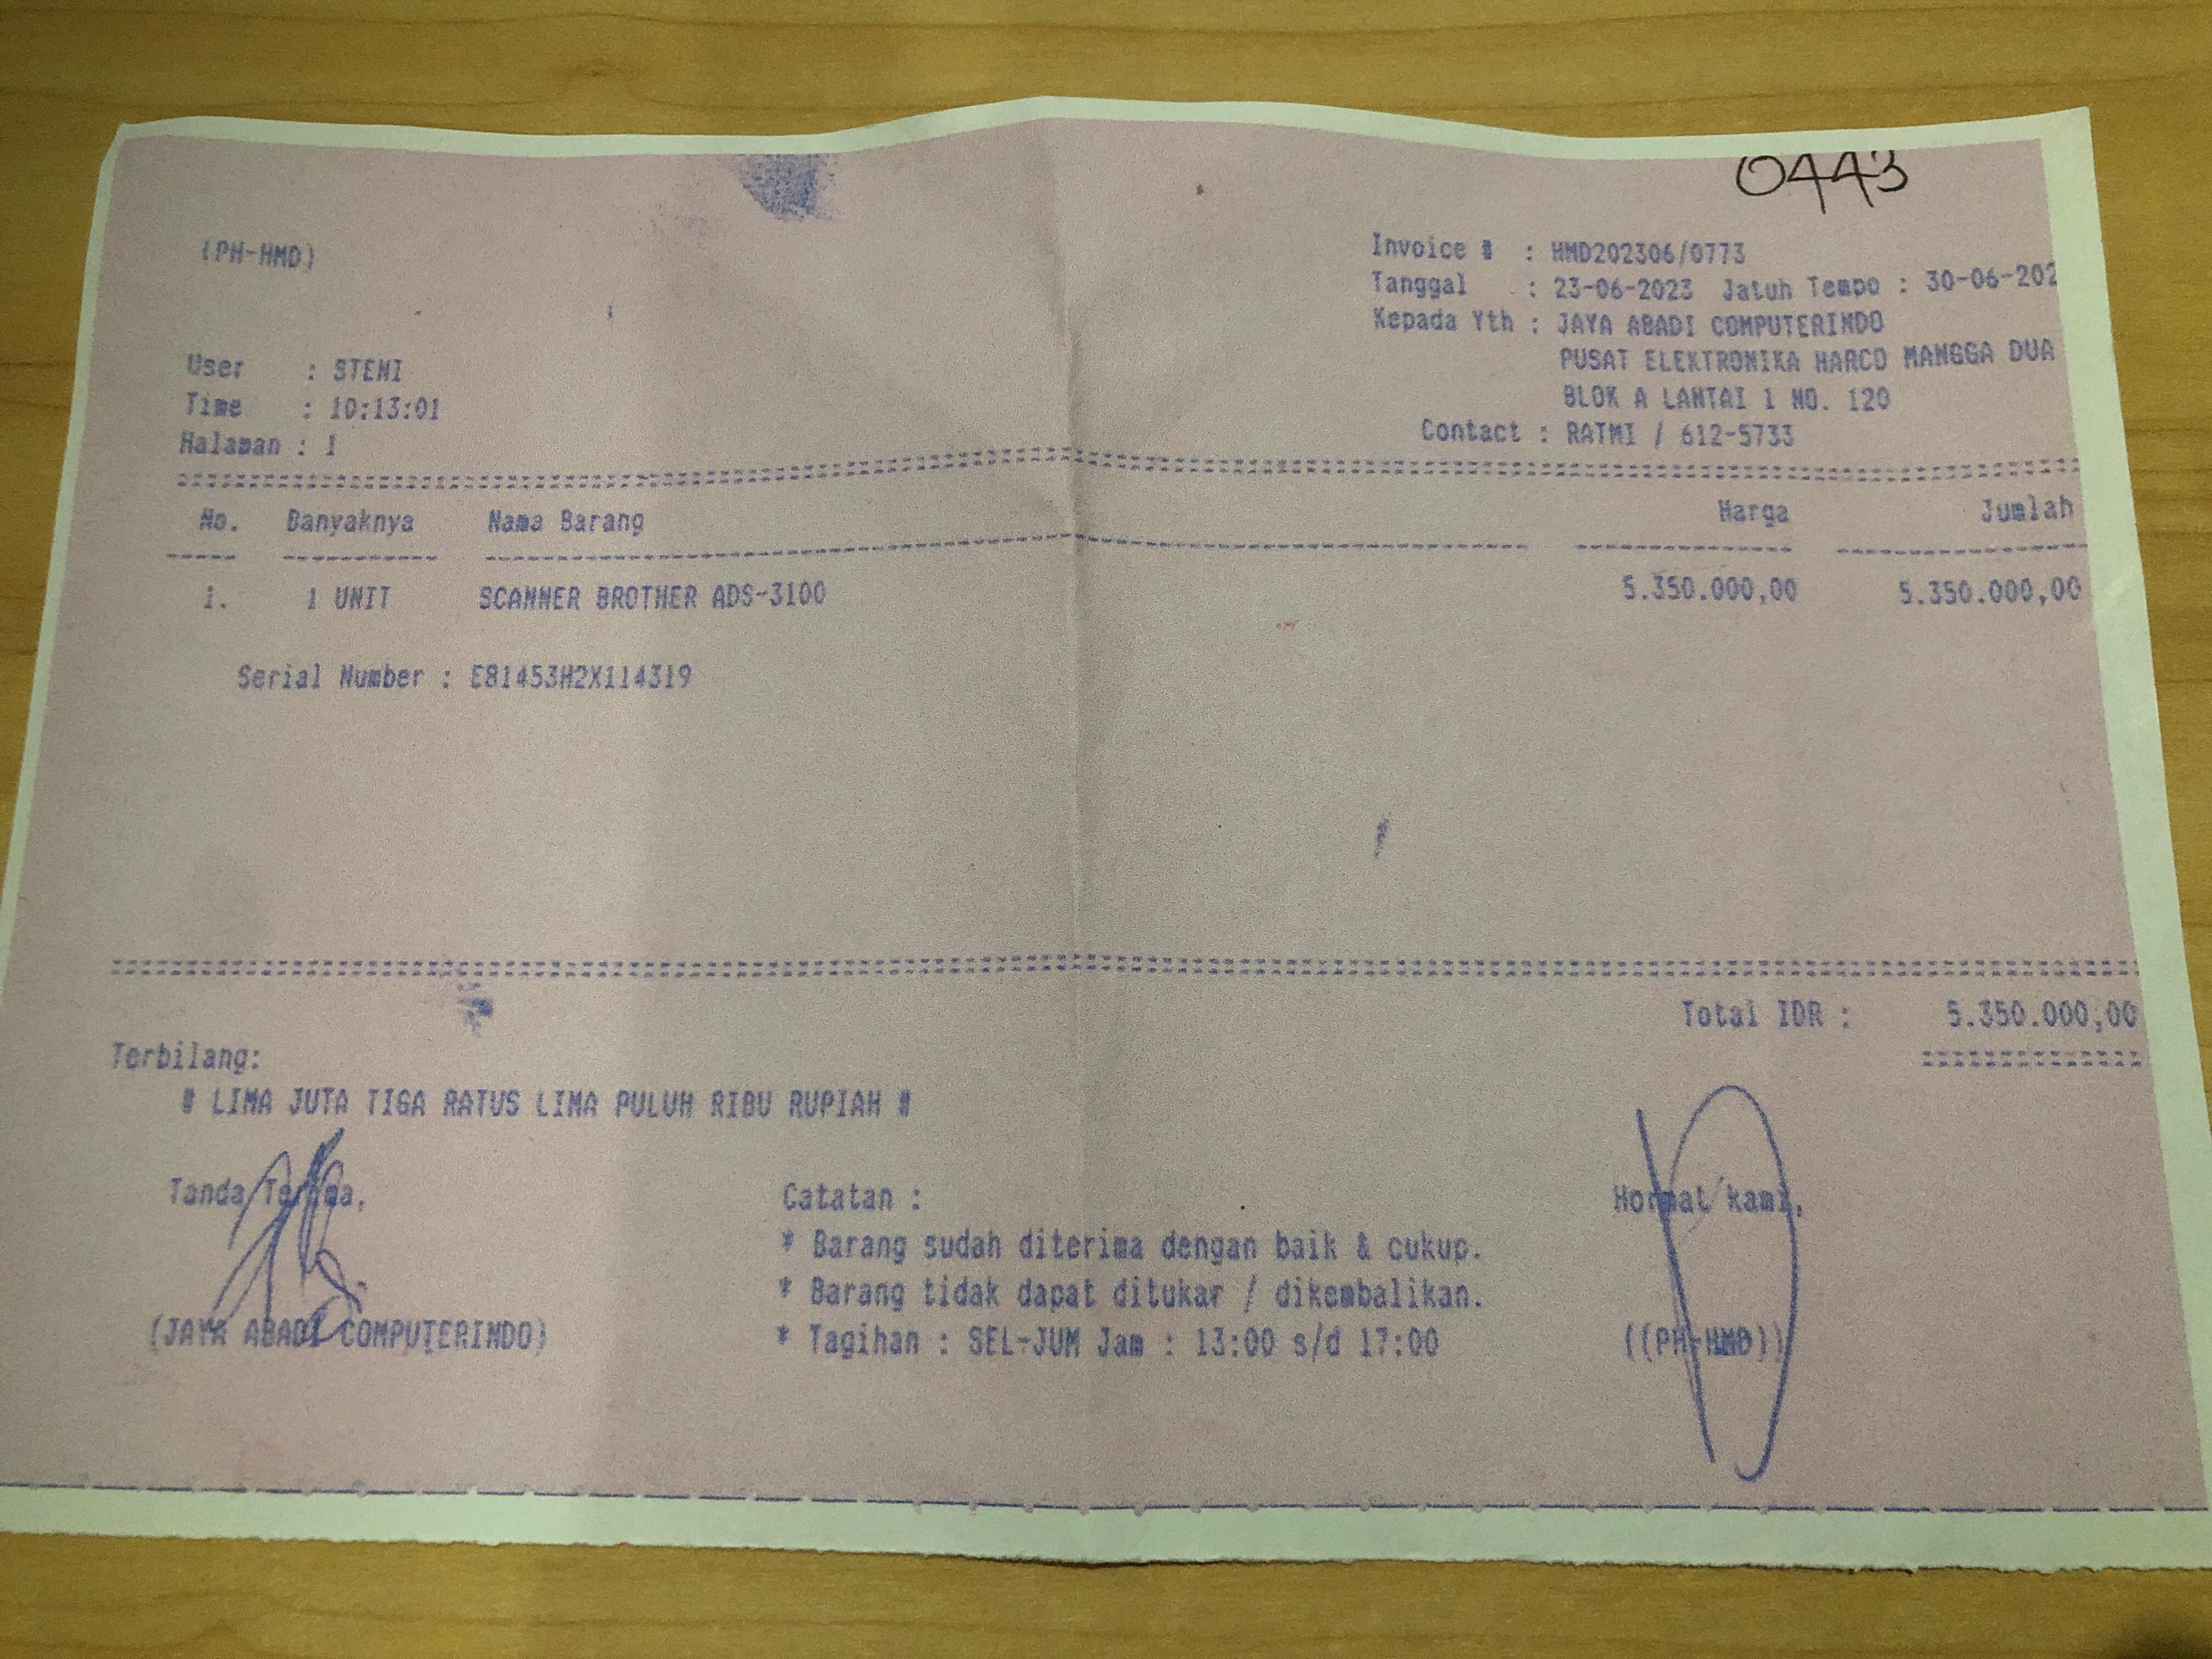 0443
(PH-HMD)
Invoice # : HMD202306/0773
Tanggal : 23-06-2023 Jatuh Tempo : 30-06-202
Kepada Yth : JAYA ABADI COMPUTERINDO
PUSAT ELEKTRONIKA HARCO MANGGA DUA
BLOK A LANTAI 1 NO. 120
Contact : RATMI / 612-5733
User : STENI
Time : 10:13:01
Halaman : 1
No. Banyaknya Nama Barang Harga Jumlah
1. 1 UNIT SCANNER BROTHER ADS-3100 5.350.000,00 5.350.000,00
Serial Number : E81453H2X114319
Total IDR : 5.350.000,00
Terbilang:
# LIMA JUTA TIGA RATUS LIMA PULUH RIBU RUPIAH #
Tanda Terima,
(JAYA ABADI COMPUTERINDO)
Catatan :
* Barang sudah diterima dengan baik & cukup.
* Barang tidak dapat ditukar / dikembalikan.
* Tagihan : SEL-JUM Jam : 13:00 s/d 17:00
Hormat kami,
((PH-HMD))